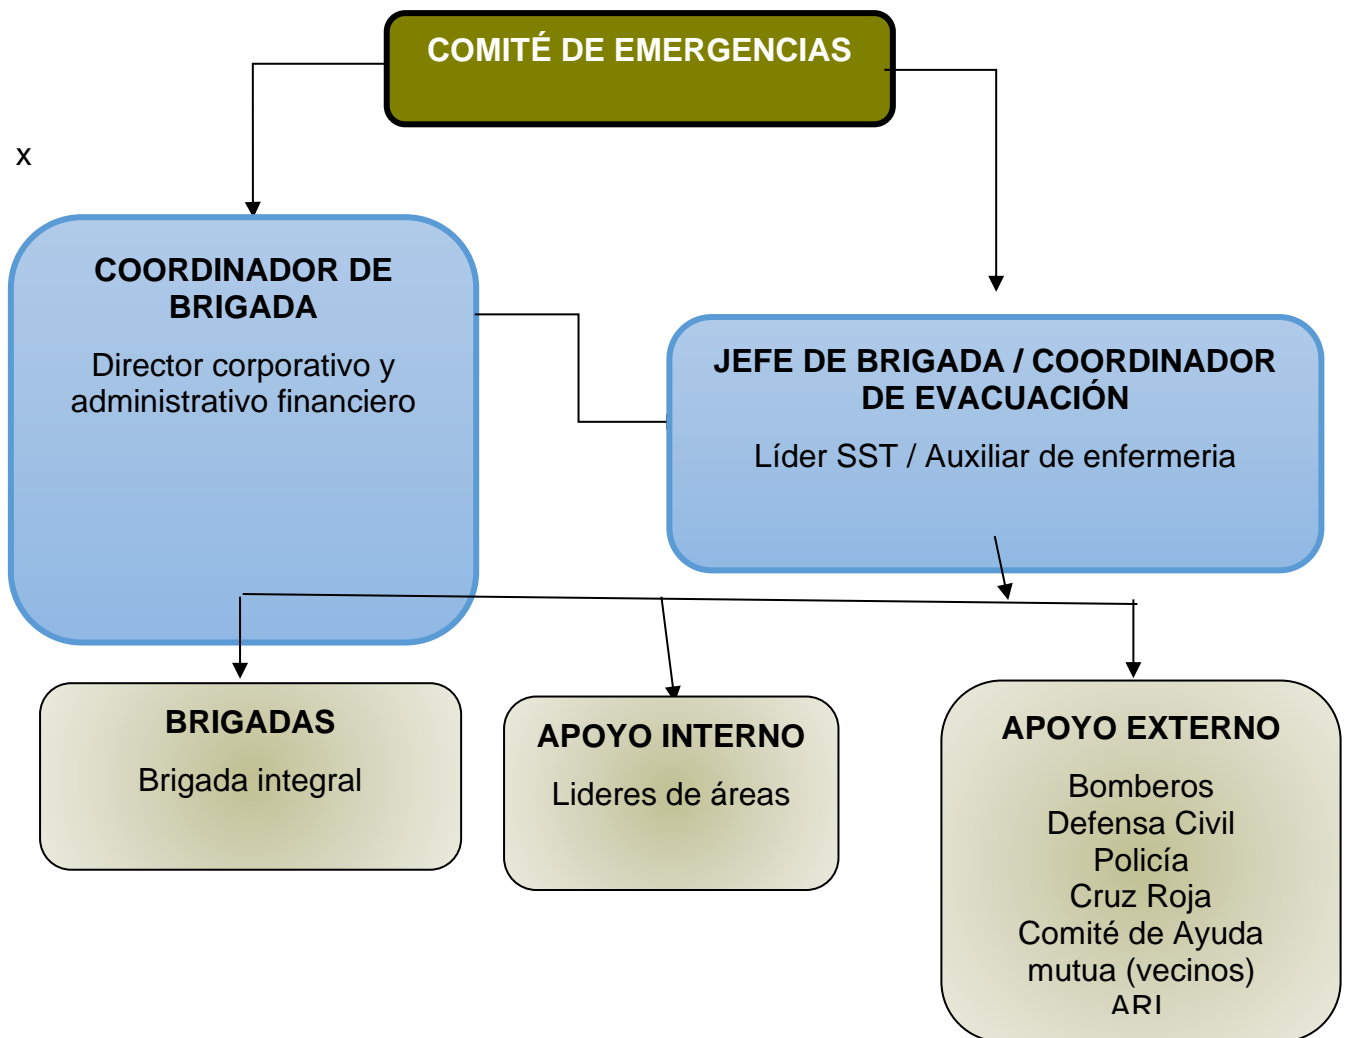 COMITÉ DE EMERGENCIAS
x
COORDINADOR DE
BRIGADA
Director corporativo y
administrativo financiero
JEFE DE BRIGADA / COORDINADOR
DE EVACUACIÓN
Líder SST / Auxiliar de enfermeria
BRIGADAS
Brigada integral
APOYO INTERNO
Lideres de áreas
APOYO EXTERNO
Bomberos
Defensa Civil
Policía
Cruz Roja
Comité de Ayuda
mutua (vecinos)